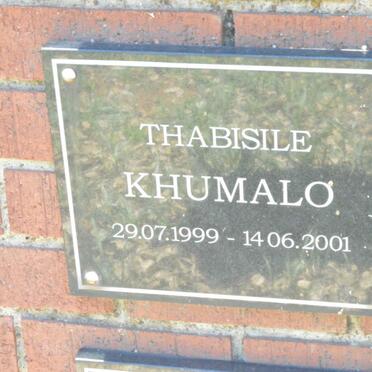 THABISILE
KHUMALO
29.07.1999 - 14 06.2001